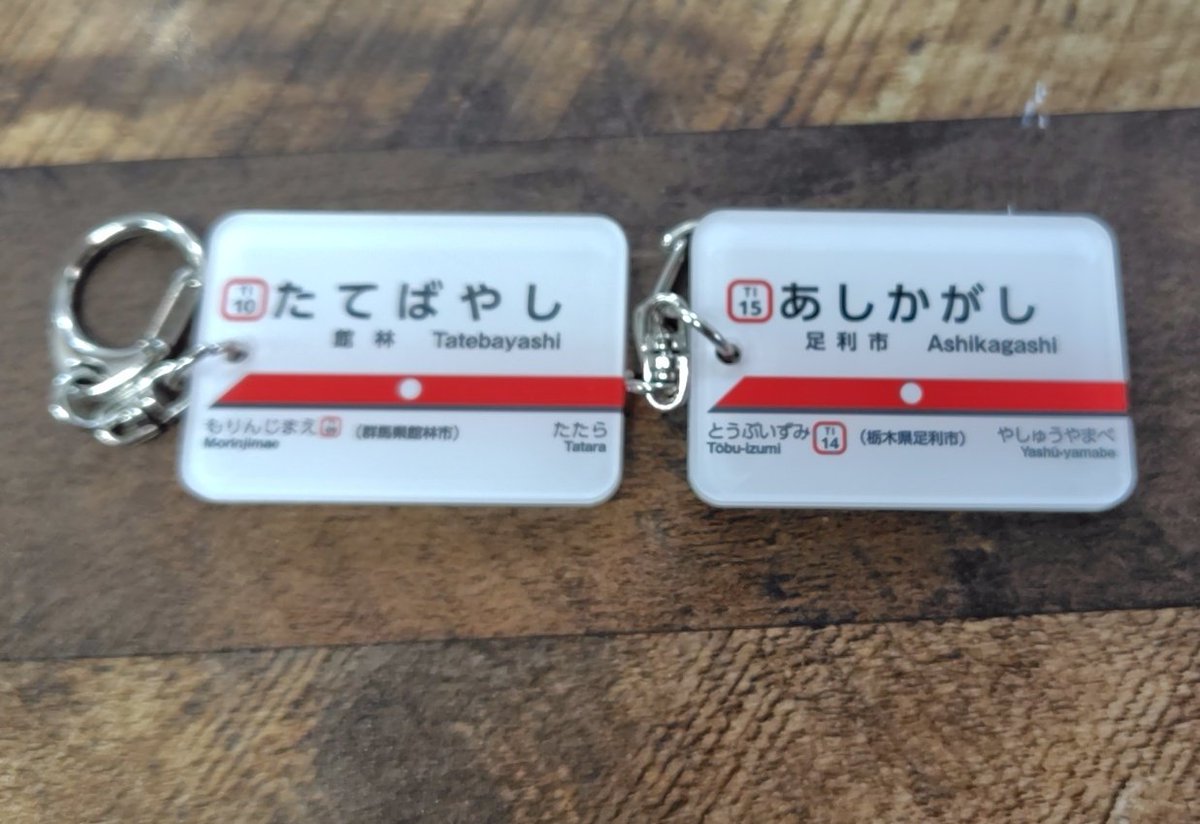 TI
10
たてばやし
館林 Tatebayashi
もりんじまえ
Morinjimae
(群馬県館林市)
たたら
Tatara
TI
15
あしかがし
足利市 Ashikagashi
とうぶいずみ
Tōbu-izumi
TI
14
(栃木県足利市)
やしゅうやまべ
Yashū-yamabe